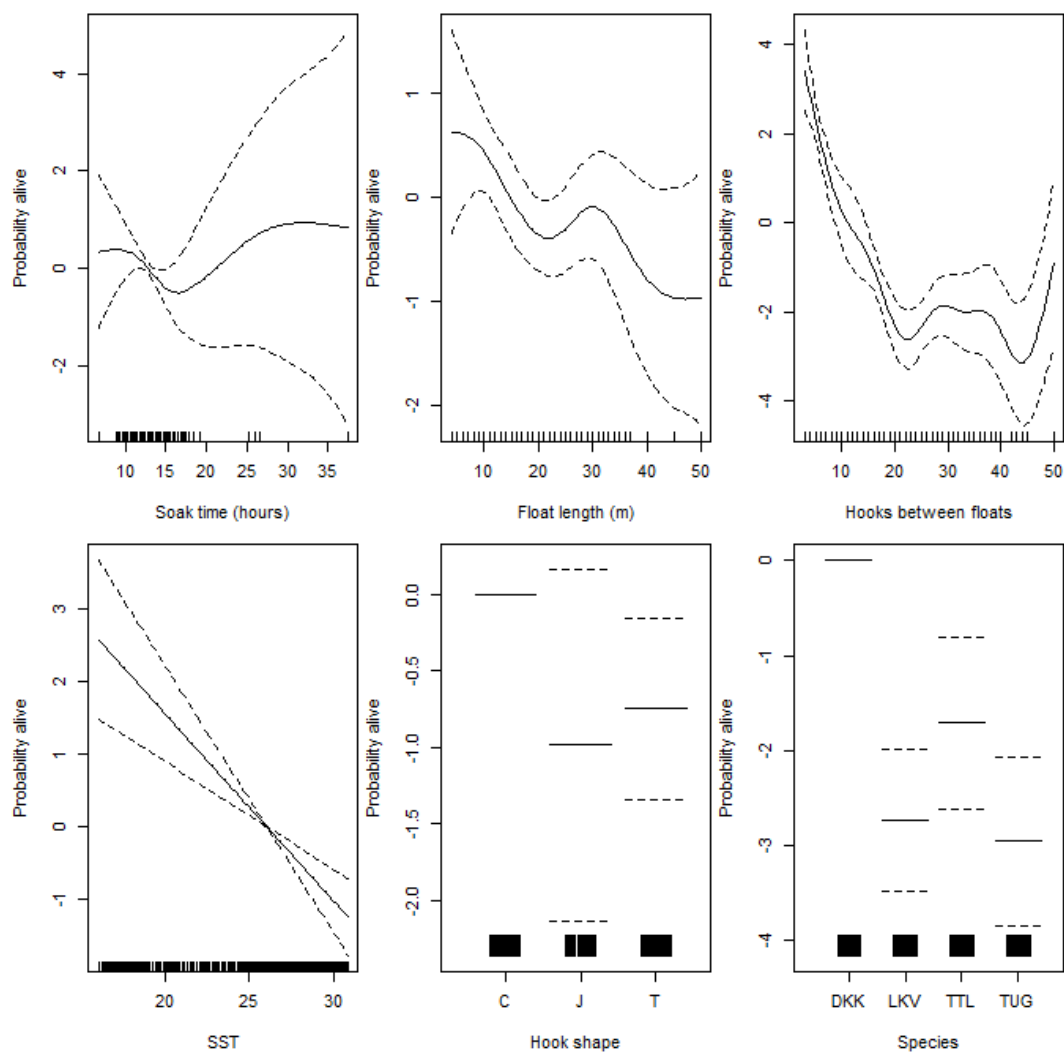 Probability alive
4
2
0
-2
10 15 20 25 30 35
Soak time (hours)
Probability alive
1
0
-1
-2
10 20 30 40 50
Float length (m)
Probability alive
4
2
0
-2
-4
10 20 30 40 50
Hooks between floats
Probability alive
3
2
1
0
-1
20 25 30
SST
Probability alive
0.0
-0.5
-1.0
-1.5
-2.0
C J T
Hook shape
Probability alive
0
-1
-2
-3
-4
DKK LKV TTL TUG
Species